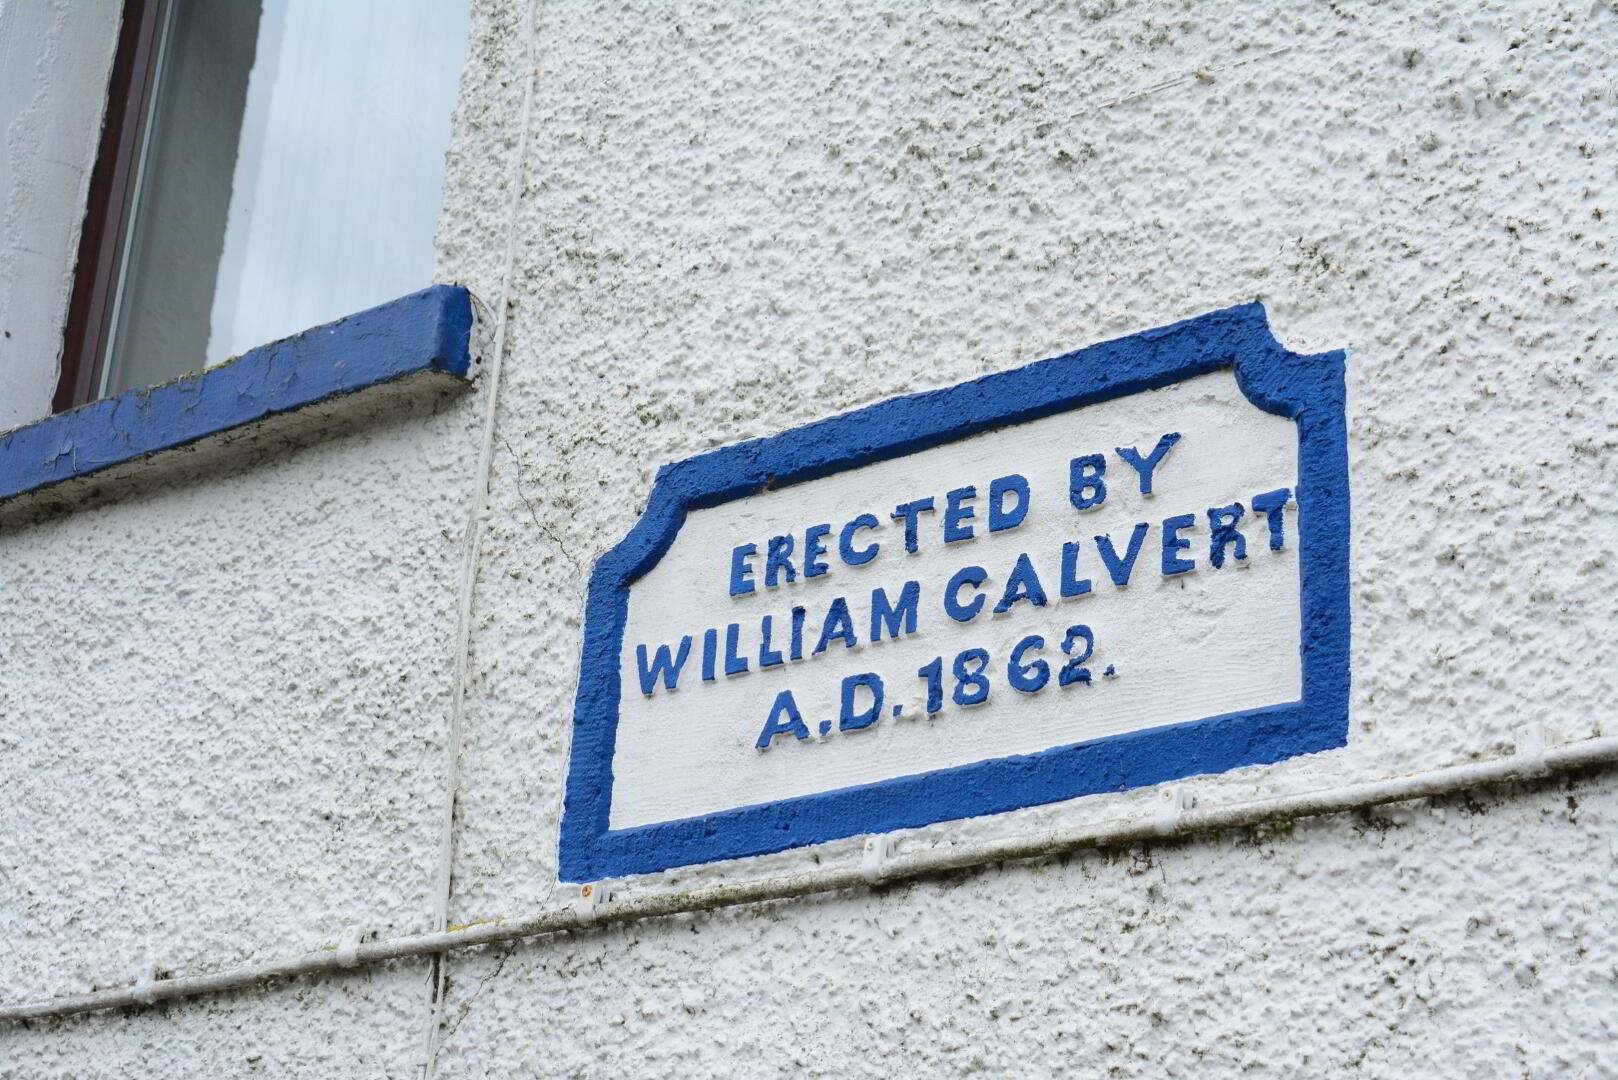 ERECTED BY
WILLIAM CALVERT
A.D. 1862.